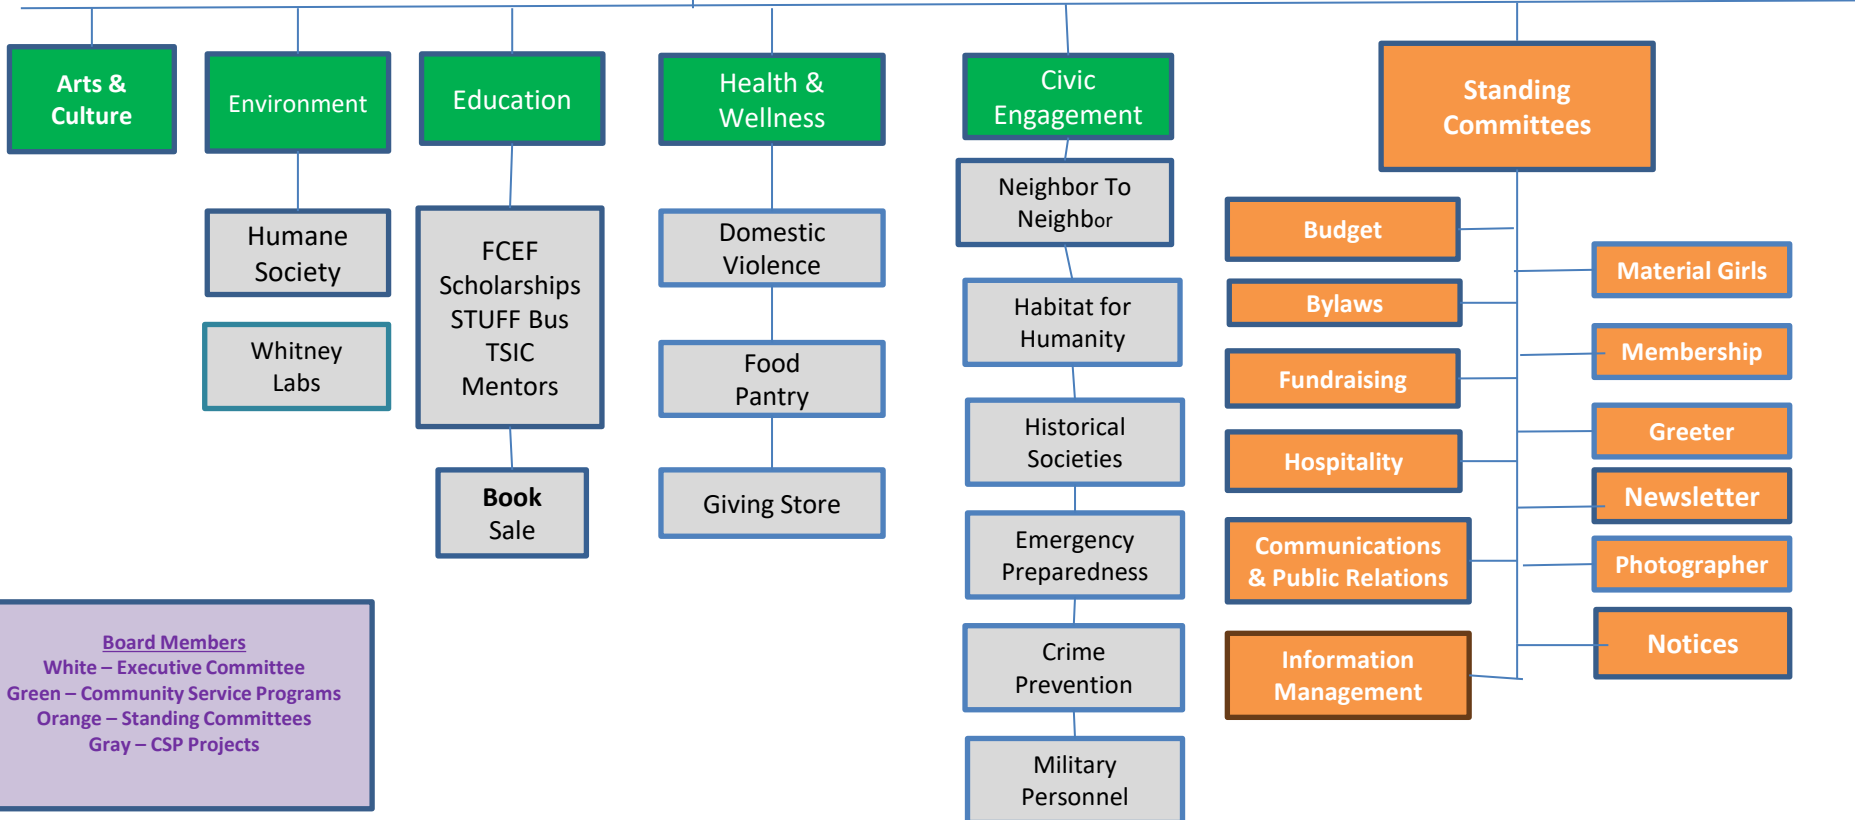 Arts &
Culture
Environment
Education
Health &
Wellness
Civic
Engagement
Standing
Committees
Humane
Society
Whitney
Labs
FCEF
Scholarships
STUFF Bus
TSIC
Mentors
Book
Sale
Domestic
Violence
Food
Pantry
Giving Store
Neighbor To
Neighbor
Habitat for
Humanity
Historical
Societies
Emergency
Preparedness
Crime
Prevention
Military
Personnel
Budget
Bylaws
Fundraising
Hospitality
Communications
& Public Relations
Information
Management
Material Girls
Membership
Greeter
Newsletter
Photographer
Notices
Board Members
White – Executive Committee
Green – Community Service Programs
Orange – Standing Committees
Gray – CSP Projects